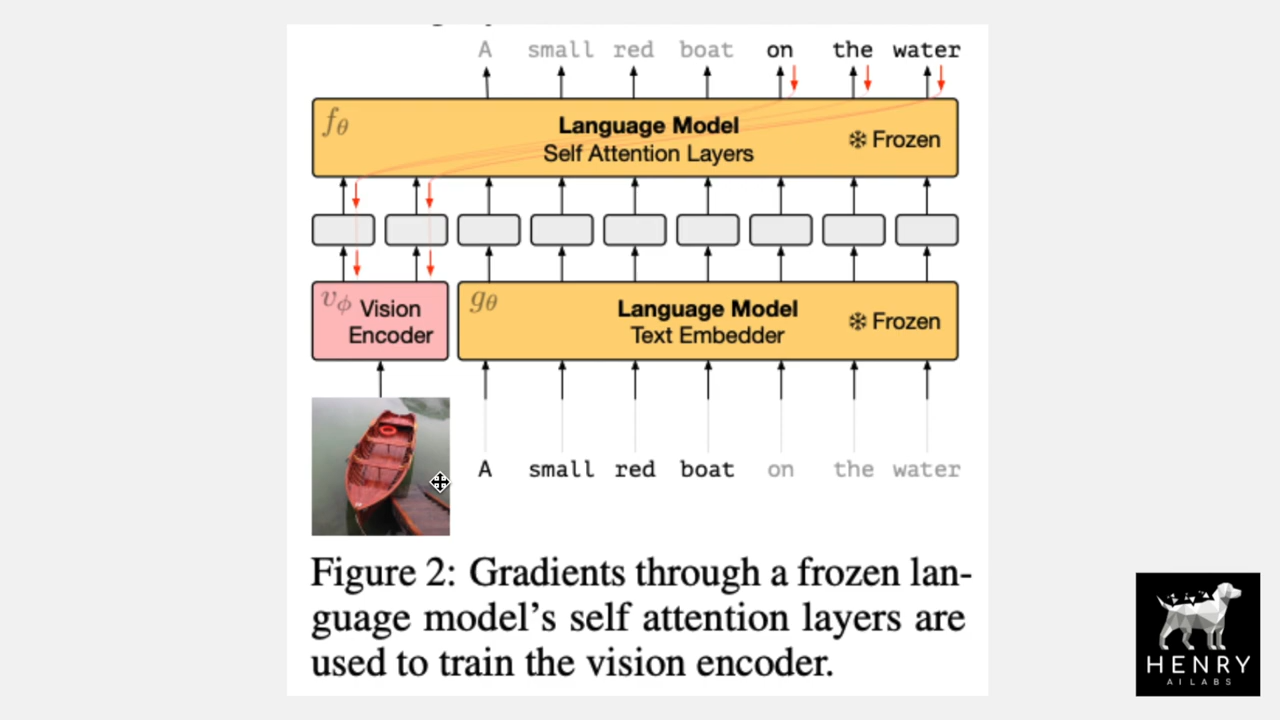 A small red boat on the water
fθ
Language Model
Self Attention Layers
❄ Frozen
vϕ Vision
Encoder
gθ
Language Model
Text Embedder
❄ Frozen
A small red boat on the water
Figure 2: Gradients through a frozen lan-
guage model's self attention layers are
used to train the vision encoder.
HENRY
AI LABS